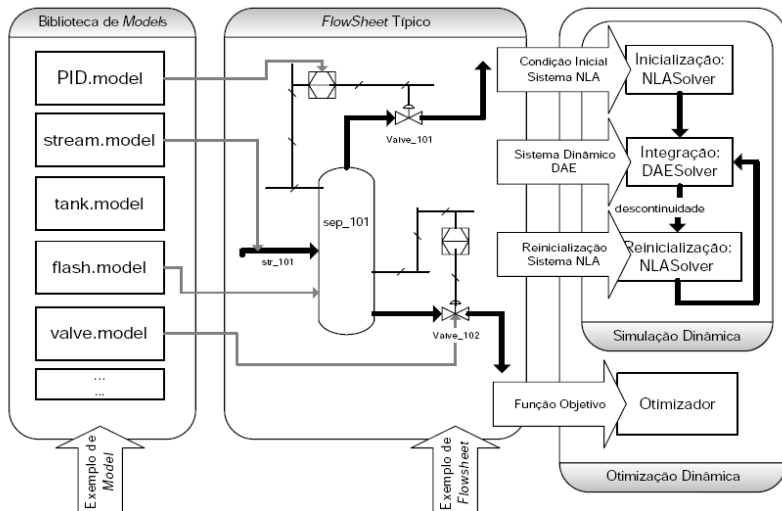 Biblioteca de Models
PID.model
stream.model
tank.model
flash.model
valve.model
...
...
Exemplo de
Model
FlowSheet Típico
Valve_101
sep_101
str_101
Valve_102
Exemplo de
Flowsheet
Condição Inicial
Sistema NLA
Sistema Dinâmico
DAE
Reinicialização
Sistema NLA
Função Objetivo
Inicialização:
NLASolver
Integração:
DAESolver
descontinuidade
Reinicialização:
NLASolver
Simulação Dinâmica
Otimizador
Otimização Dinâmica